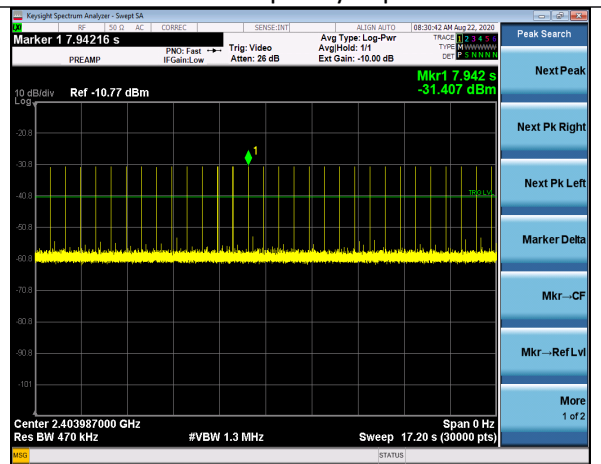 Keysight Spectrum Analyzer - Swept SA
RF 50 Ω AC CORREC SENSE:INT ALIGN AUTO 08:30:42 AM Aug 22, 2020
Marker 1 7.94216 s
PREAMP
PNO: Fast
IFGain:Low
Trig: Video
Atten: 26 dB
Avg Type: Log-Pwr
Avg|Hold: 1/1
Ext Gain: -10.00 dB
TRACE 1 2 3 4 5 6
TYPE M W W W W W
DET P S N N N N
Mkr1 7.942 s
-31.407 dBm
10 dB/div
Log
Ref -10.77 dBm
1
-20.8
-30.8
-40.8
TRG LVL
-50.8
-60.8
-70.8
-80.8
-90.8
-101
Center 2.403987000 GHz
Span 0 Hz
Res BW 470 kHz
#VBW 1.3 MHz
Sweep 17.20 s (30000 pts)
MSG
STATUS
Peak Search
Next Peak
Next Pk Right
Next Pk Left
Marker Delta
Mkr→CF
Mkr→Ref Lvl
More
1 of 2